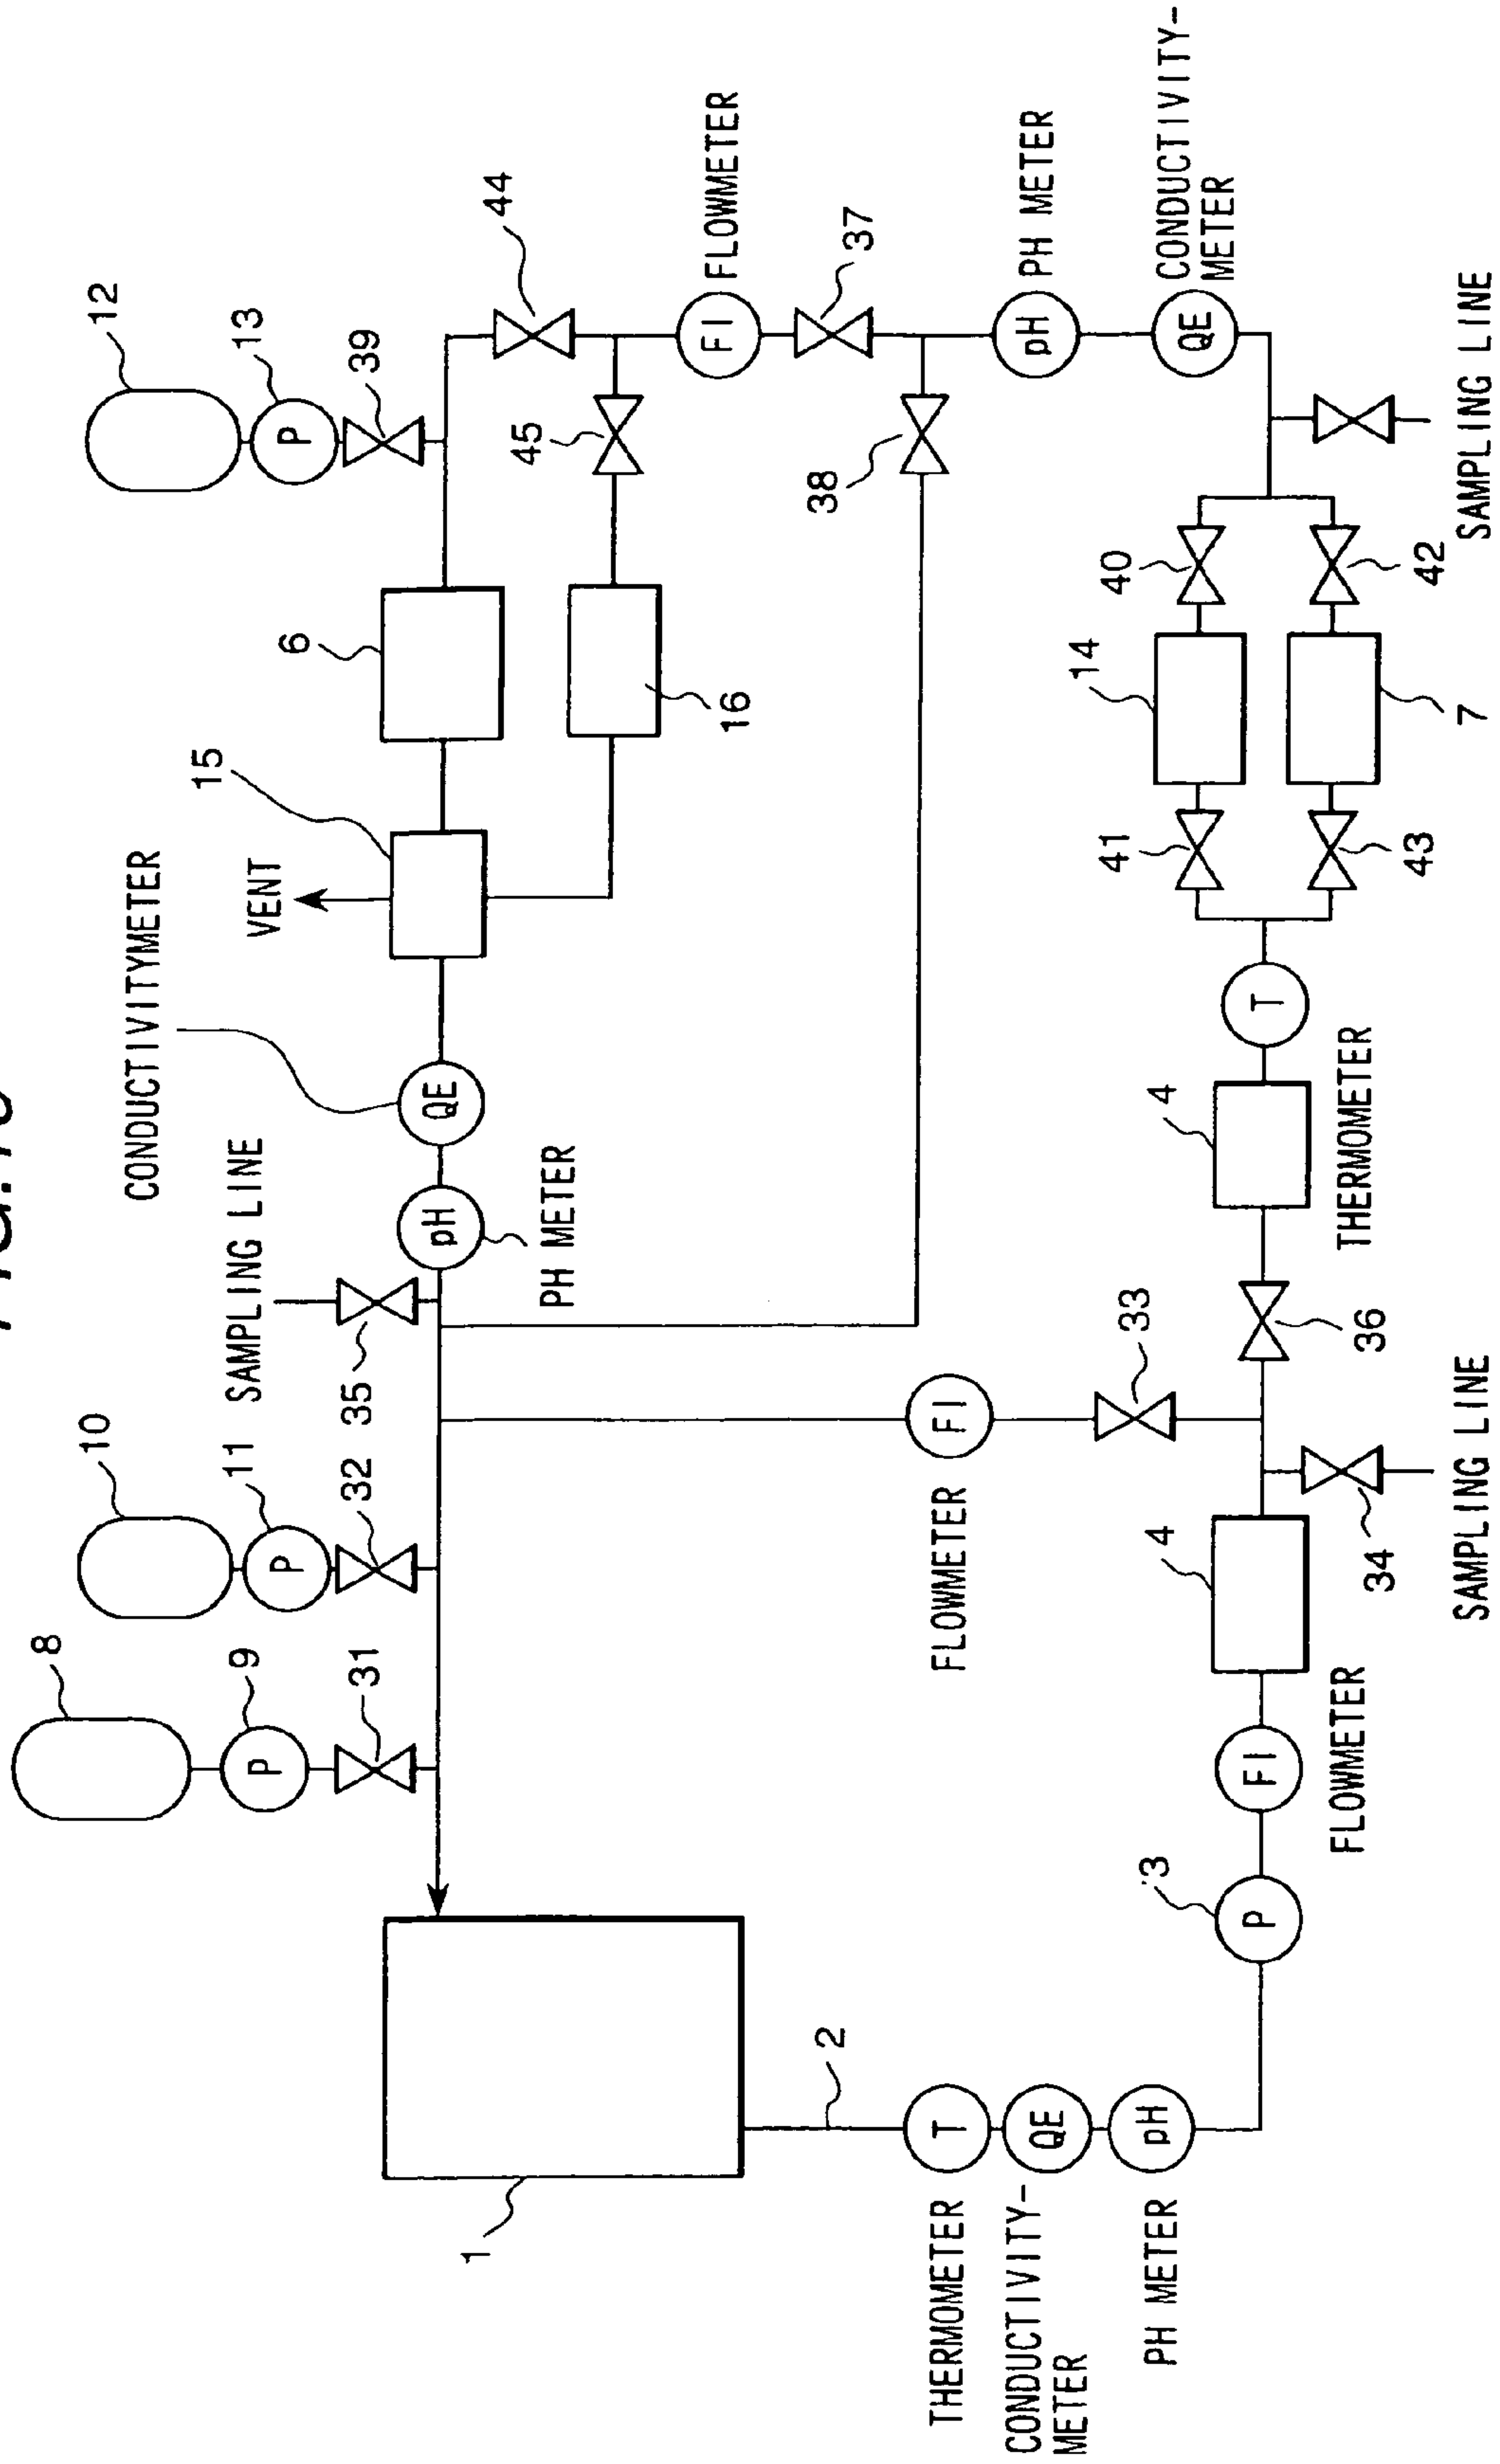 12
13
39
44
FLOWMETER
FI
37
PH METER
pH
CONDUCTIVITY-
METER
QE
SAMPLING LINE
P
45
38
40
42
6
16
14
7
15
VENT
41
43
CONDUCTIVITYMETER
QE
T
THERMOMETER
4
SAMPLING LINE
pH
PH METER
35
33
36
10
11
P
32
FI
FLOWMETER
34
SAMPLING LINE
4
8
9
P
31
FI
FLOWMETER
3
P
1
2
T
QE
pH
THERMOMETER
CONDUCTIVITY-
METER
PH METER